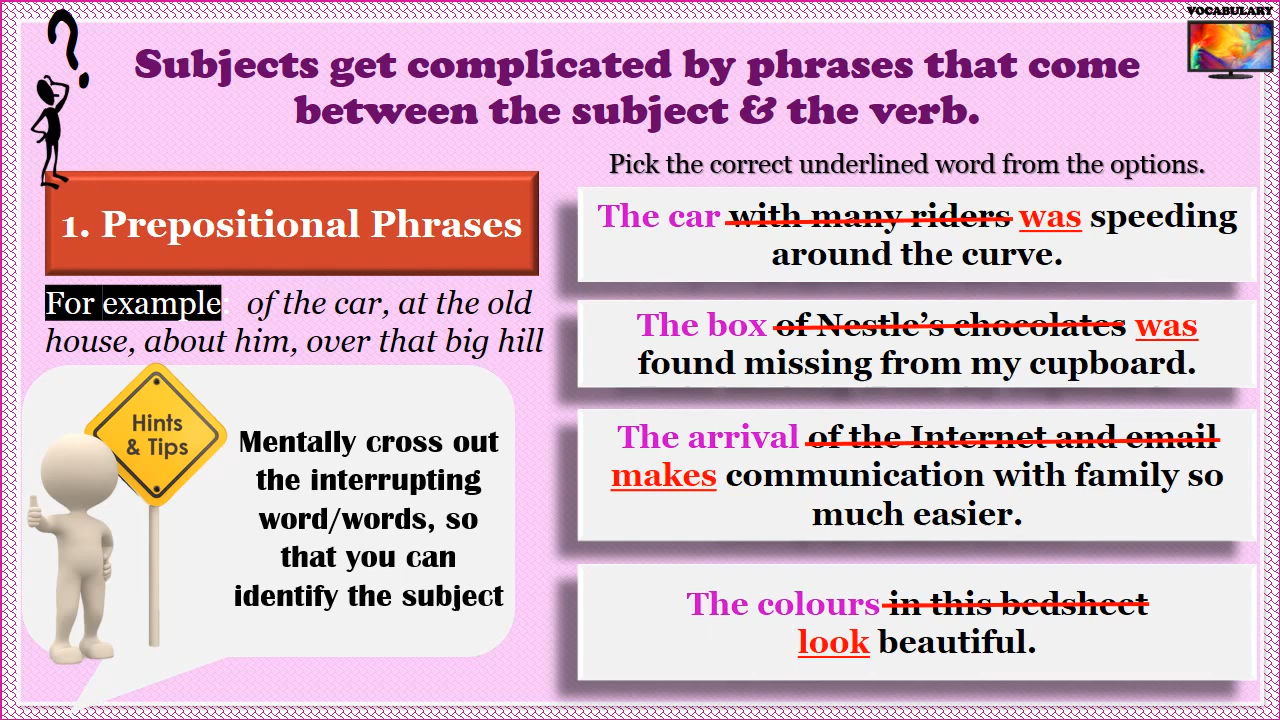 VOCABULARY
Subjects get complicated by phrases that come
between the subject & the verb.
Pick the correct underlined word from the options.
1. Prepositional Phrases
For example: of the car, at the old
house, about him, over that big hill
Hints
& Tips
Mentally cross out
the interrupting
word/words, so
that you can
identify the subject
The car with many riders was speeding
around the curve.
The box of Nestle’s chocolates was
found missing from my cupboard.
The arrival of the Internet and email
makes communication with family so
much easier.
The colours in this bedsheet
look beautiful.